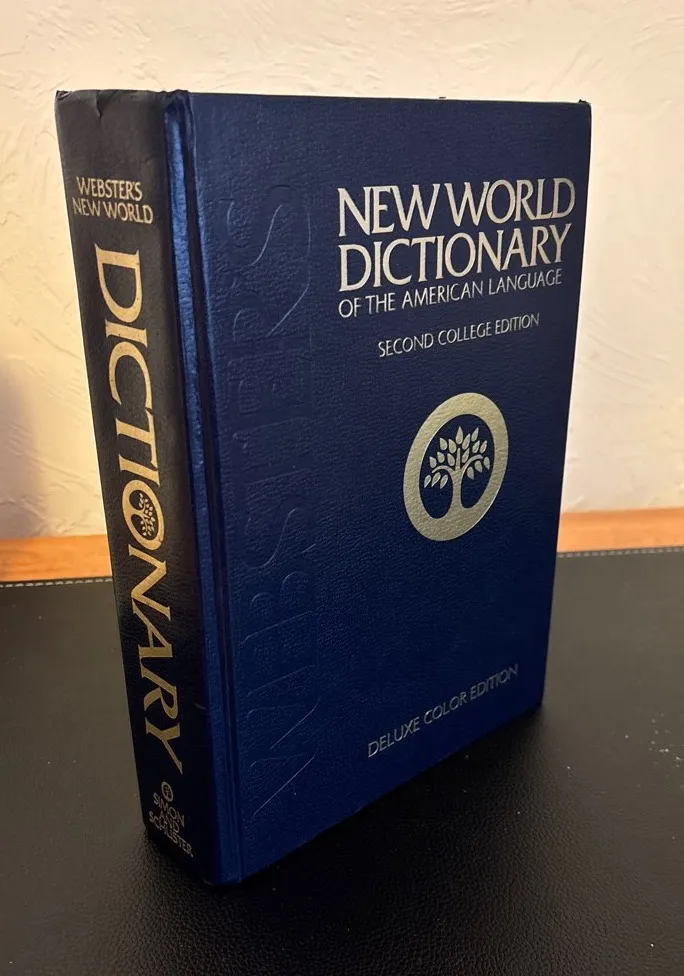 WEBSTER'S
NEW WORLD
DICTIONARY
SIMON
AND
SCHUSTER
WEBSTER'S
NEW WORLD
DICTIONARY
OF THE AMERICAN LANGUAGE
SECOND COLLEGE EDITION
DELUXE COLOR EDITION